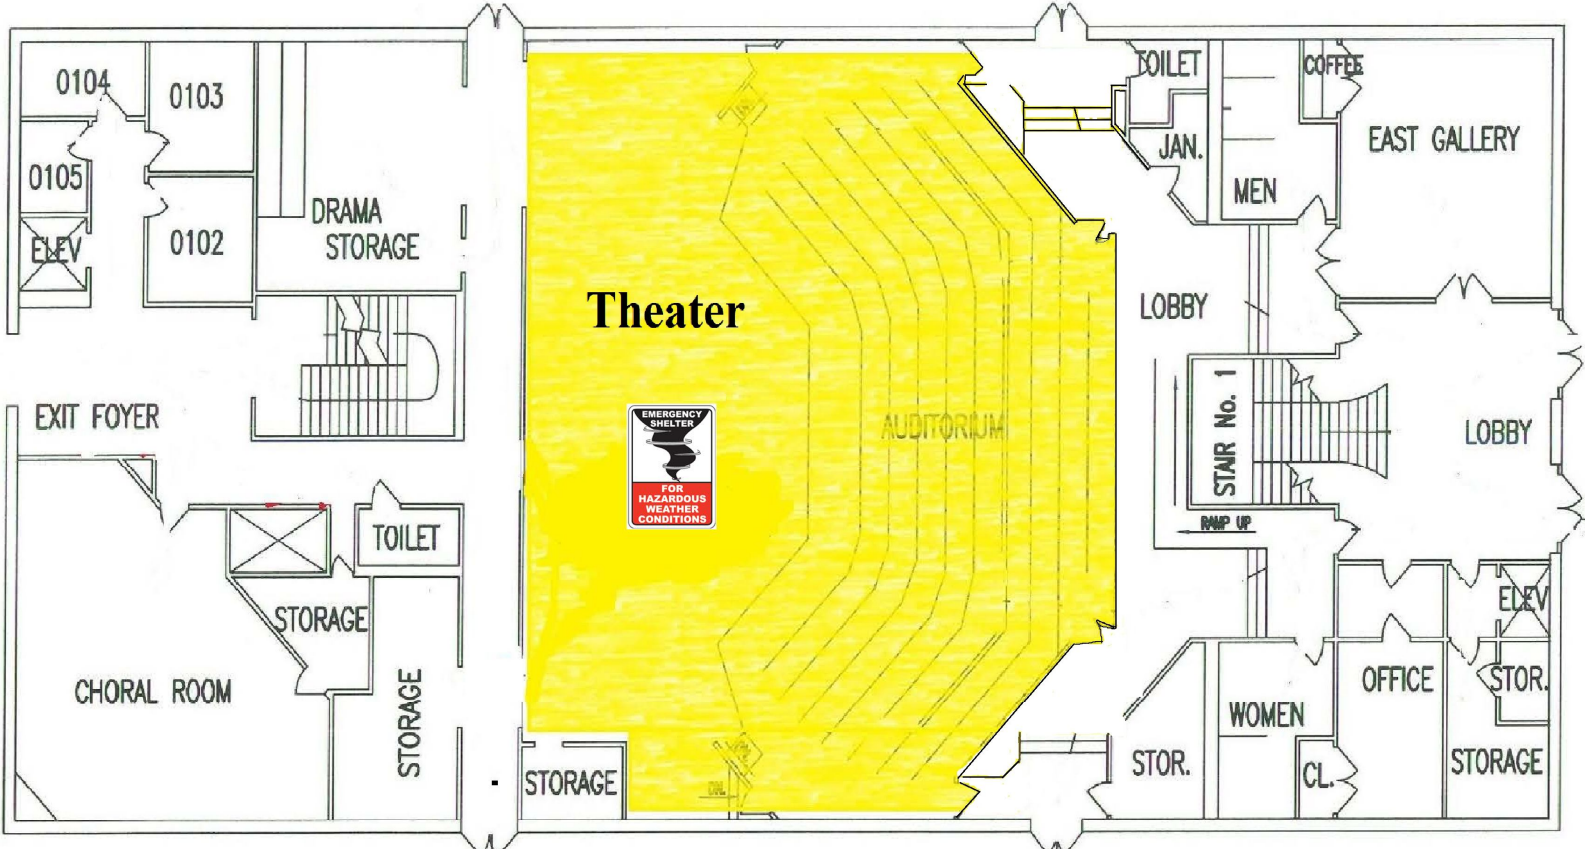 0104
0103
TOILET
COFFEE
EAST GALLERY
JAN.
0105
MEN
DRAMA
STORAGE
ELEV
0102
Theater
LOBBY
EXIT FOYER
EMERGENCY
SHELTER
FOR
HAZARDOUS
WEATHER
CONDITIONS
AUDITORIUM
STAIR No. 1
LOBBY
RAMP UP
TOILET
STORAGE
ELEV
CHORAL ROOM
STORAGE
OFFICE
STOR.
WOMEN
STORAGE
STOR.
CL.
STORAGE
DN.